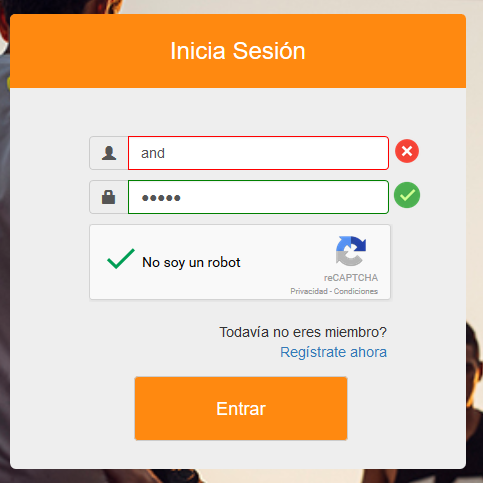 Inicia Sesión
and
•••••
No soy un robot
reCAPTCHA
Privacidad - Condiciones
Todavía no eres miembro?
Regístrate ahora
Entrar